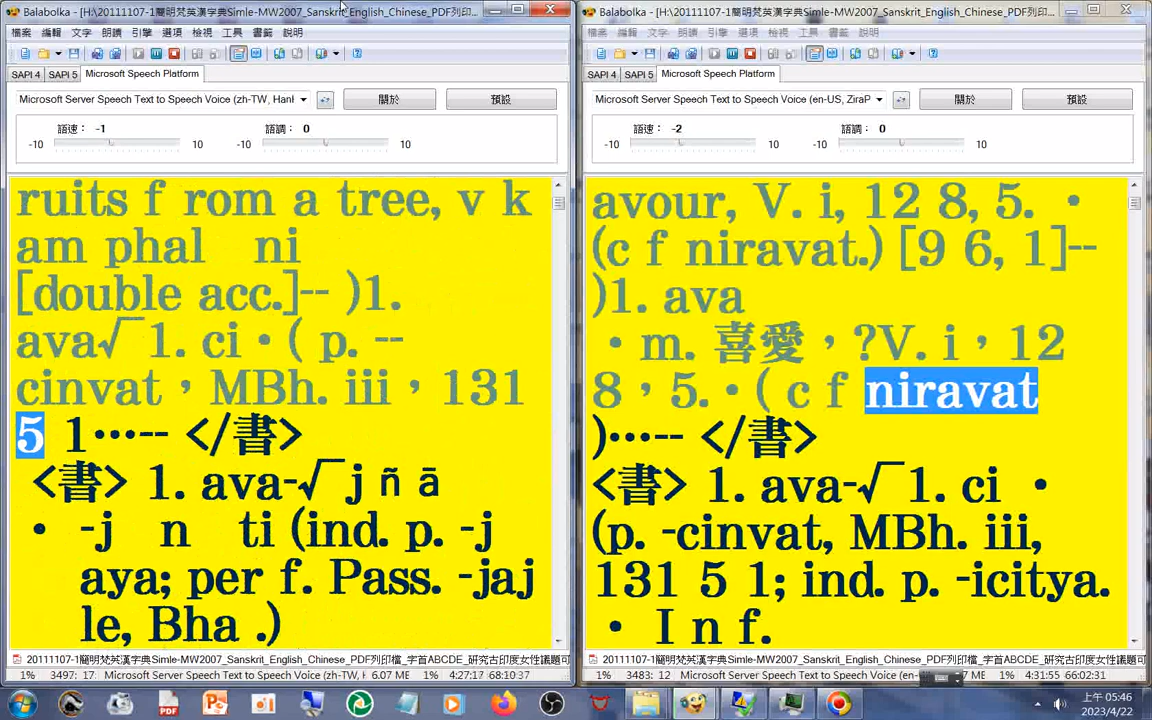 Balabolka - [H:\20111107-1簡明梵英漢字典Simle-MW2007_Sanskrit_English_Chinese_PDF列印...
檔案 編輯 文字 朗讀 引擎 選項 檢視 工具 書籤 說明
SAPI 4 SAPI 5 Microsoft Speech Platform
Microsoft Server Speech Text to Speech Voice (zh-TW, HanI
關於 預設
語速： -1 語調： 0
-10 10 -10 10
ruits f rom a tree, v k
am phal ni
[double acc.]-- )1.
ava√ 1. ci • ( p. --
cinvat，MBh. iii，131
5 1…-- </書>
<書> 1. ava-√ j ñ ā
• -j n ti (ind. p. -j
aya; per f. Pass. -jaj
le, Bha .)
20111107-1簡明梵英漢字典Simle-MW2007_Sanskrit_English_Chinese_PDF列印檔_字首ABCDE_研究古印度女性議題可
1% 3497: 17 Microsoft Server Speech Text to Speech Voice (zh-TW, H 6.07 MB 1% 4:27:17 68:10:37
Balabolka - [H:\20111107-1簡明梵英漢字典Simle-MW2007_Sanskrit_English_Chinese_PDF列印...
檔案 編輯 文字 朗讀 引擎 選項 檢視 工具 書籤 說明
SAPI 4 SAPI 5 Microsoft Speech Platform
Microsoft Server Speech Text to Speech Voice (en-US, ZiraP
關於 預設
語速： -2 語調： 0
-10 10 -10 10
avour, V. i, 12 8, 5. •
(c f niravat.) [9 6, 1]--
)1. ava
• m. 喜愛，?V. i，12
8，5. • ( c f niravat
)…-- </書>
<書> 1. ava-√ 1. ci •
(p. -cinvat, MBh. iii,
131 5 1; ind. p. -icitya.
• I n f.
20111107-1簡明梵英漢字典Simle-MW2007_Sanskrit_English_Chinese_PDF列印檔_字首ABCDE_研究古印度女性議題可
1% 3483: 12 Microsoft Server Speech Text to Speech Voice 1% 4:31:55 66:02:31
上午 05:46
2023/4/22